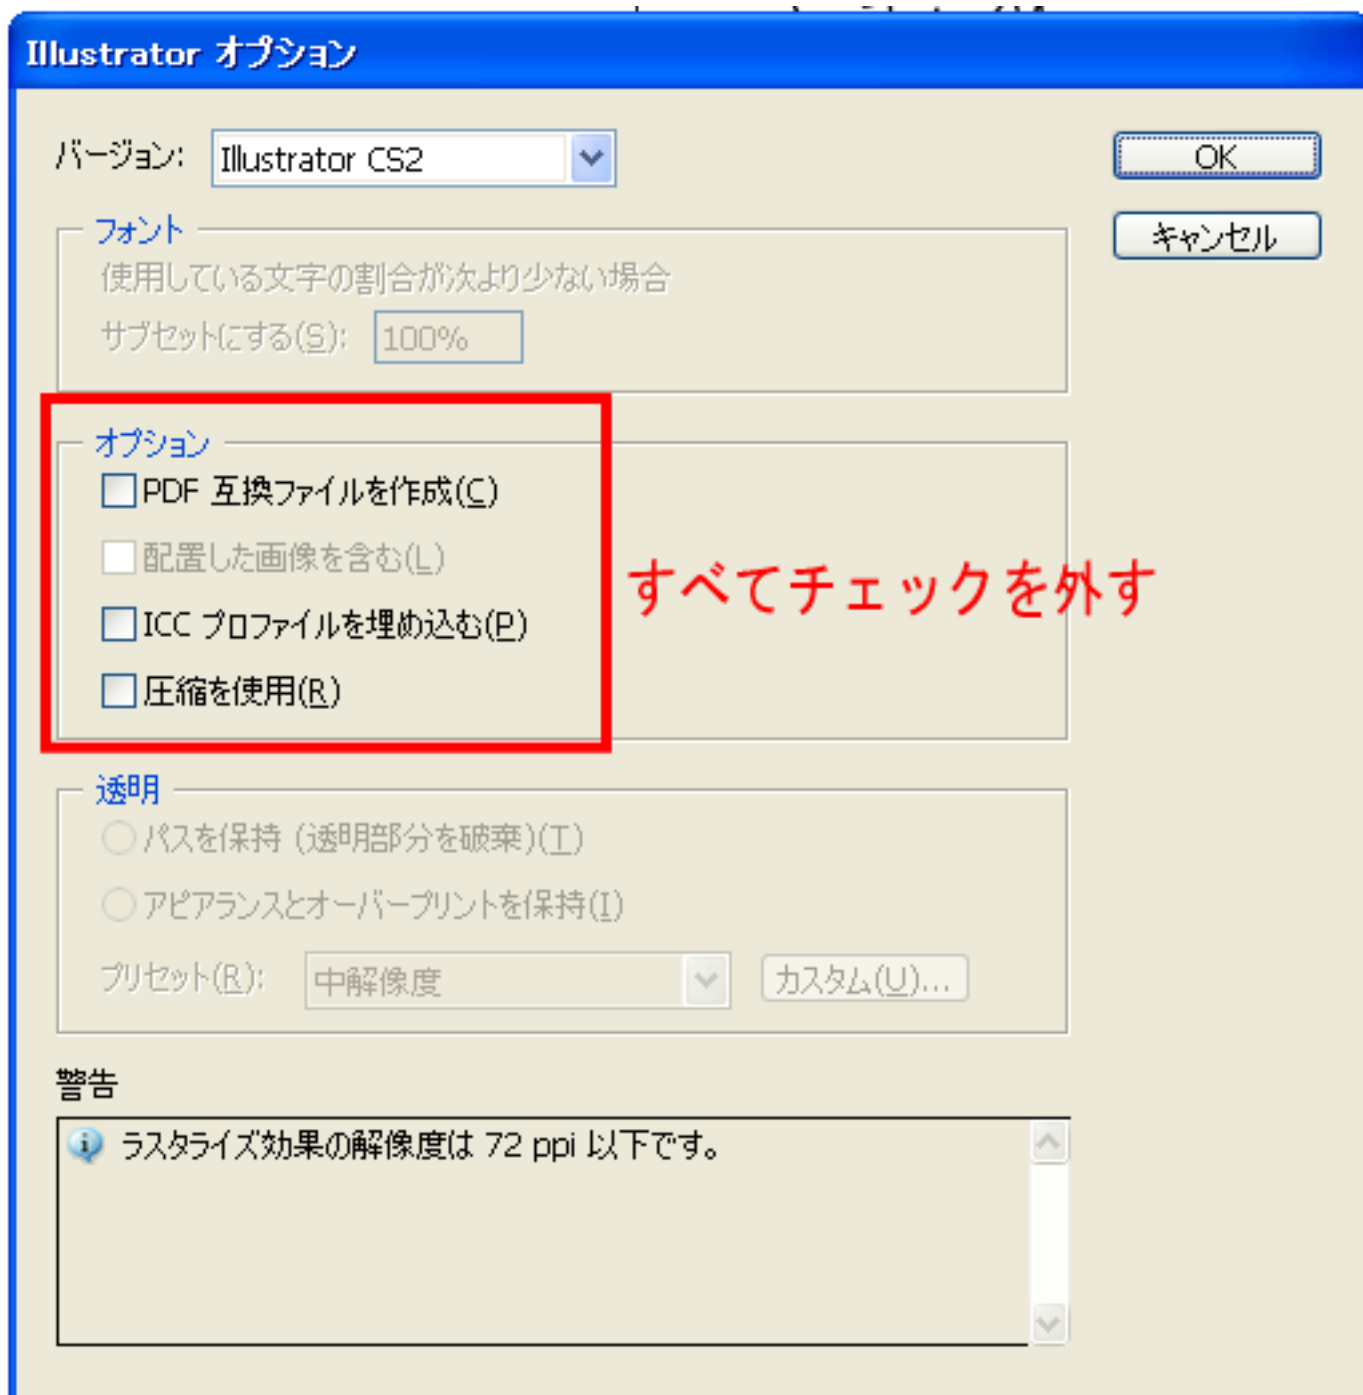 Illustrator オプション
バージョン: Illustrator CS2
OK
キャンセル
フォント
使用している文字の割合が次より少ない場合
サブセットにする(S): 100%
オプション
PDF 互換ファイルを作成(C)
配置した画像を含む(L)
ICC プロファイルを埋め込む(P)
圧縮を使用(R)
すべてチェックを外す
透明
パスを保持 (透明部分を破棄)(T)
アピアランスとオーバープリントを保持(I)
プリセット(R): 中解像度 カスタム(U)...
警告
ラスタライズ効果の解像度は 72 ppi 以下です。